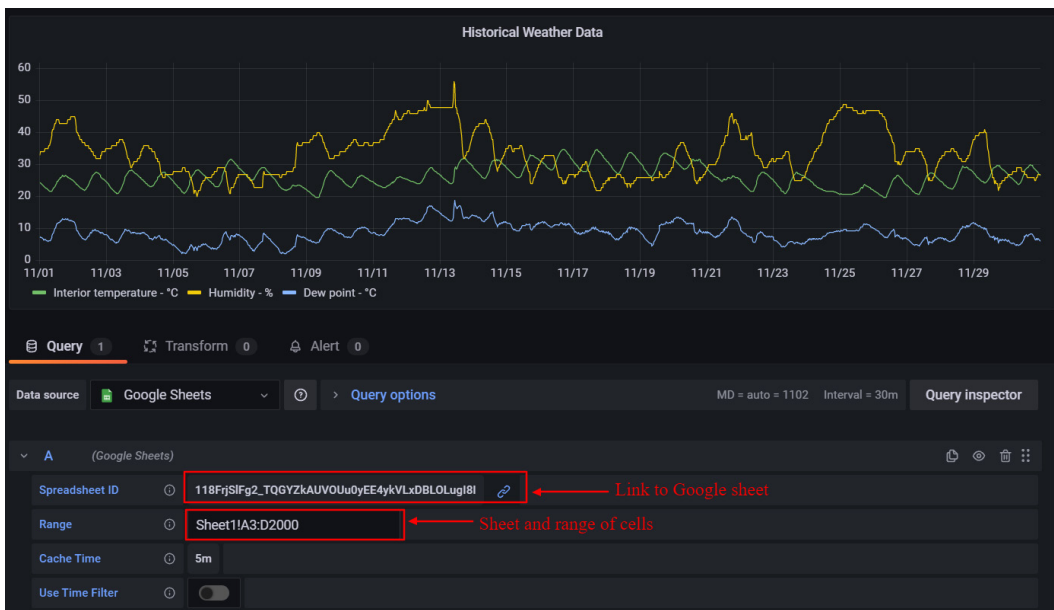 Historical Weather Data
60
50
40
30
20
10
0
11/01 11/03 11/05 11/07 11/09 11/11 11/13 11/15 11/17 11/19 11/21 11/23 11/25 11/27 11/29
Interior temperature - °C Humidity - % Dew point - °C
Query 1 Transform 0 Alert 0
Data source Google Sheets Query options MD = auto = 1102 Interval = 30m Query inspector
A (Google Sheets)
Spreadsheet ID 118FrjSlFg2_TQGYZkAUVOUu0yEE4ykVLxDBLOLugI8I Link to Google sheet
Range Sheet1!A3:D2000 Sheet and range of cells
Cache Time 5m
Use Time Filter